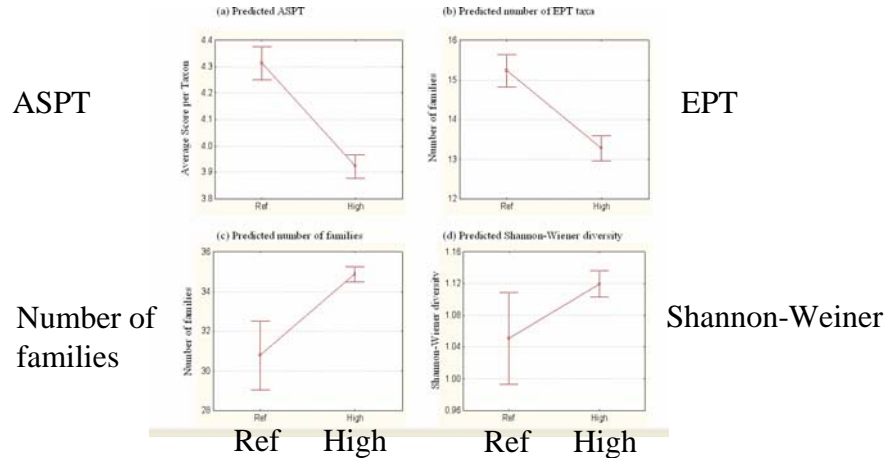 (a) Predicted ASPT
(b) Predicted number of EPT taxa
ASPT
Average Score per Taxon
4.4
4.3
4.2
4.1
4.0
3.9
3.8
Ref
High
Number of families
16
15
14
13
12
Ref
High
EPT
(c) Predicted number of families
(d) Predicted Shannon-Wiener diversity
Number of
families
Number of families
36
34
32
30
28
Ref
High
Shannon-Wiener diversity
1.16
1.12
1.08
1.04
1.00
0.96
Ref
High
Shannon-Weiner
Ref High
Ref High